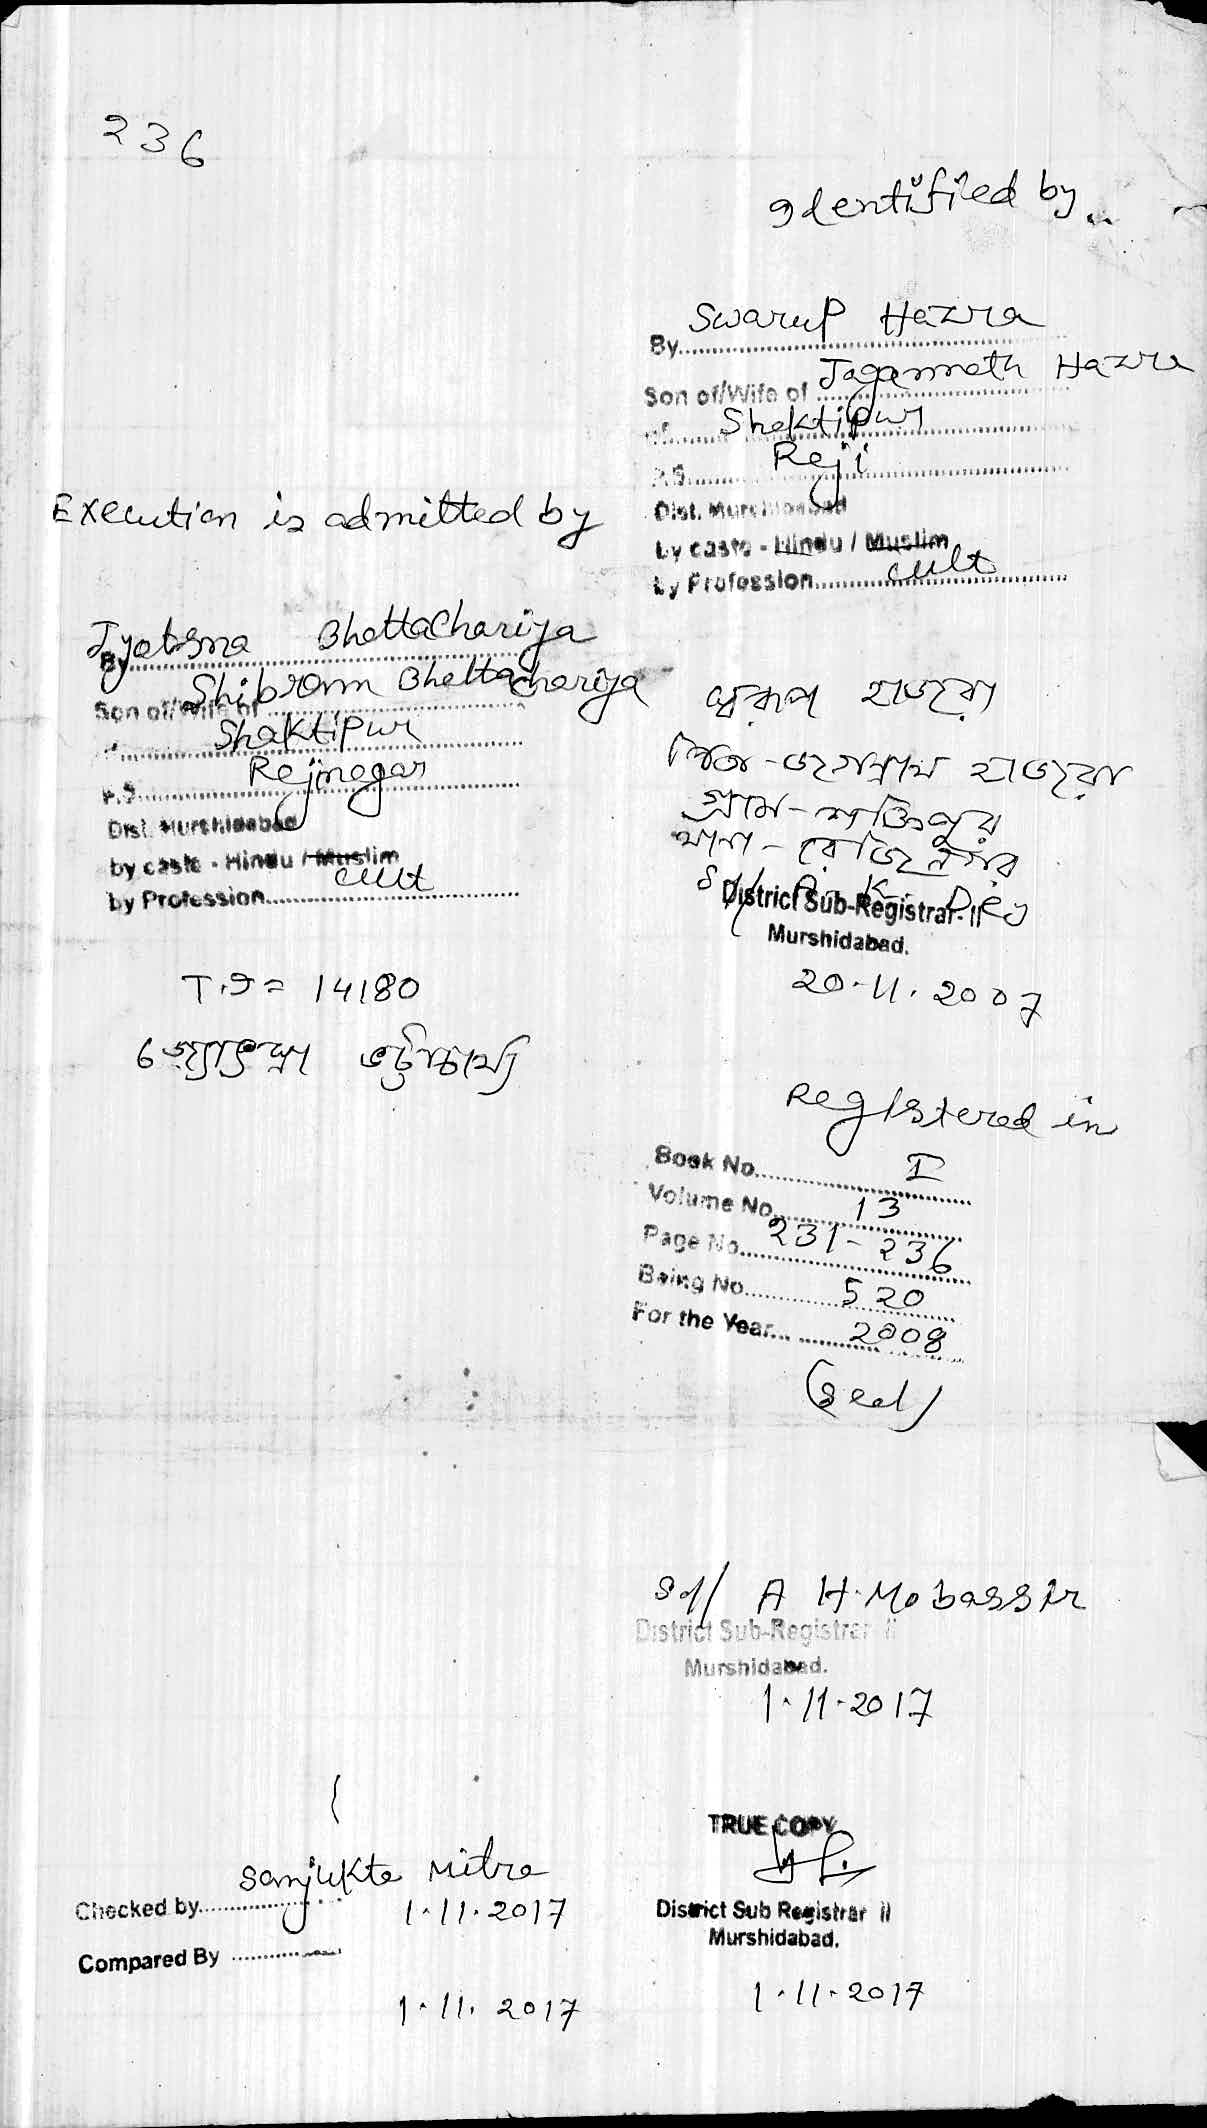 236
Identified by
By Swarup Hazra
Son of/Wife of Jagannath Hazra
of Shaktipur
P.S. Reji
Dist. Murshidabad
by caste - Hindu / Muslim
by Profession cult
Execution is admitted by
By Jyotsna Bhattachariya
Son of/Wife of Shibram Bhattachariya
of Shaktipur
P.S. Rejinagar
Dist. Murshidabad
by caste - Hindu / Muslim
by Profession cult
T.I = 14180
জ্যোৎস্না ভট্টাচার্য্য
স্বরূপ হাজরা
পিতা - জগন্নাথ হাজরা
গ্রাম - শক্তিপুর
থানা - রেজিনগর
Sd/ A. K. Dey
District Sub-Registrar-II
Murshidabad.
20.11.2007
Registered in
Book No. I
Volume No. 13
Page No. 231-236
Being No. 520
For the Year 2008
(Seal)
Sd/ A H. Mobassir
District Sub-Registrar II
Murshidabad.
1.11.2017
TRUE COPY
District Sub Registrar II
Murshidabad.
1.11.2017
Checked by Sanjukta Mitra
1.11.2017
Compared By
1.11.2017